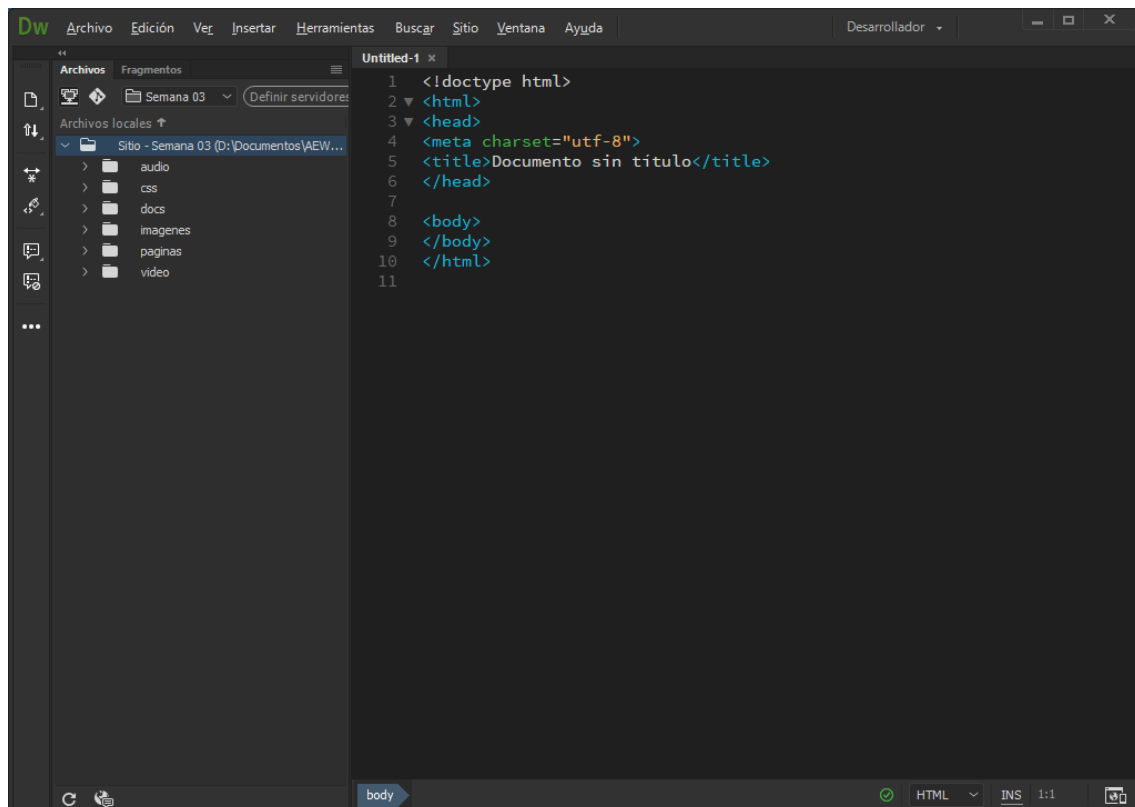 Dw Archivo Edición Ver Insertar Herramientas Buscar Sitio Ventana Ayuda Desarrollador
Archivos Fragmentos
Semana 03 Definir servidores
Archivos locales
Sitio - Semana 03 (D:\Documentos\AEW...
audio
css
docs
imagenes
paginas
video
Untitled-1
1 <!doctype html>
2 <html>
3 <head>
4 <meta charset="utf-8">
5 <title>Documento sin título</title>
6 </head>
7
8 <body>
9 </body>
10 </html>
11
body HTML INS 1:1